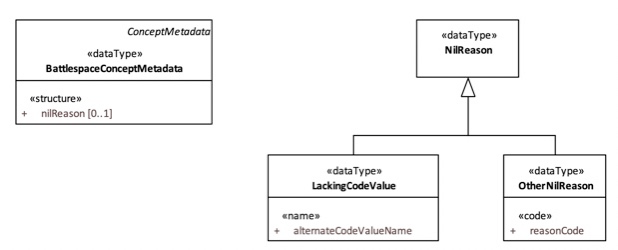 ConceptMetadata
«dataType»
BattlespaceConceptMetadata
«structure»
+ nilReason [0..1]
«dataType»
NilReason
«dataType»
LackingCodeValue
«name»
+ alternateCodeValueName
«dataType»
OtherNilReason
«code»
+ reasonCode